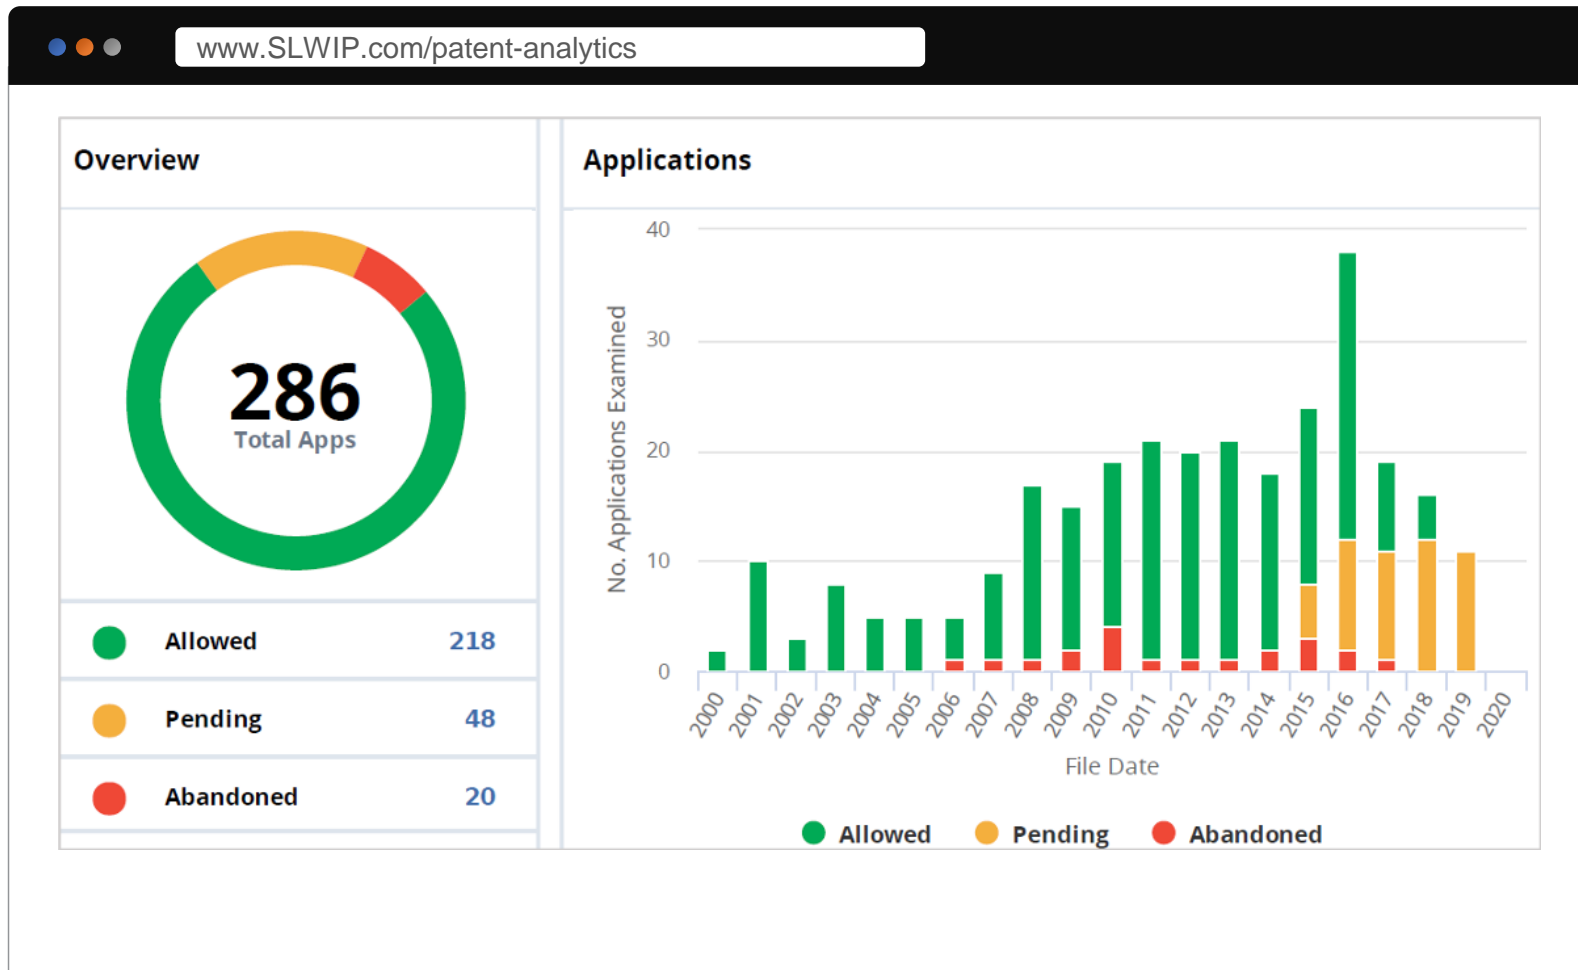 www.SLWIP.com/patent-analytics
Overview
286
Total Apps
Allowed 218
Pending 48
Abandoned 20
Applications
No. Applications Examined
40
30
20
10
0
2000 2001 2002 2003 2004 2005 2006 2007 2008 2009 2010 2011 2012 2013 2014 2015 2016 2017 2018 2019 2020
File Date
Allowed Pending Abandoned